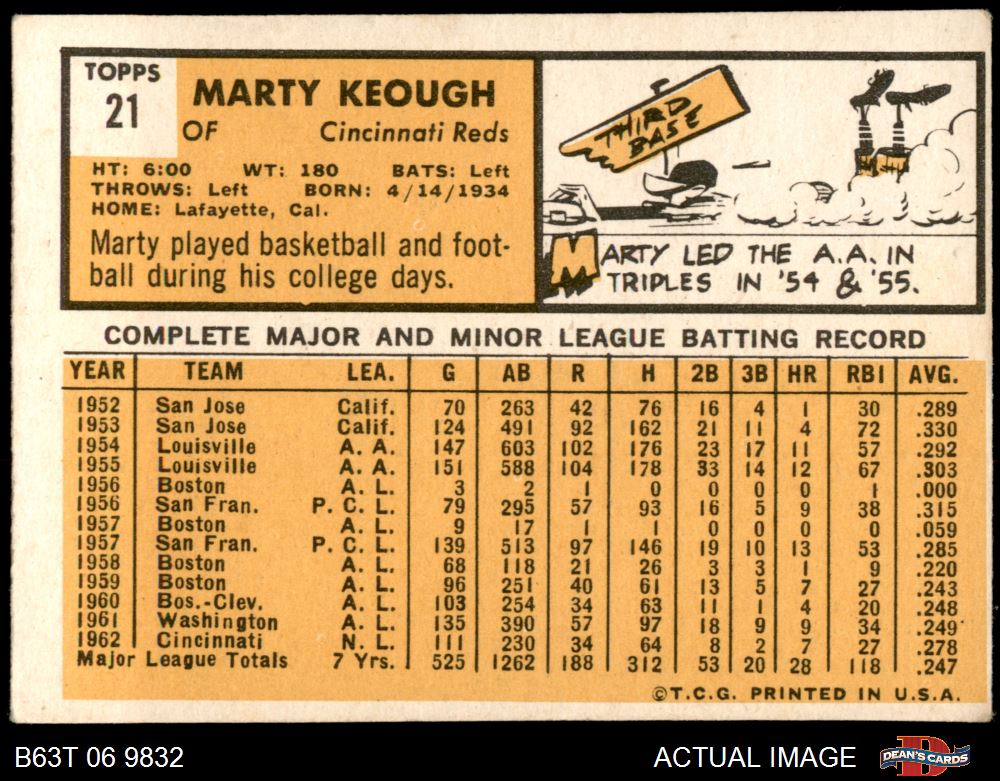 TOPPS
21
MARTY KEOUGH
OF Cincinnati Reds
HT: 6:00 WT: 180 BATS: Left
THROWS: Left BORN: 4/14/1934
HOME: Lafayette, Cal.
Marty played basketball and foot-
ball during his college days.
THIRD
BASE
MARTY LED THE A.A. IN
TRIPLES IN '54 & '55.
COMPLETE MAJOR AND MINOR LEAGUE BATTING RECORD
YEAR TEAM LEA. G AB R H 2B 3B HR RBI AVG.
1952 San Jose Calif. 70 263 42 76 16 4 1 30 .289
1953 San Jose Calif. 124 491 92 162 21 11 4 72 .330
1954 Louisville A. A. 147 603 102 176 23 17 11 57 .292
1955 Louisville A. A. 151 588 104 178 33 14 12 67 .303
1956 Boston A. L. 3 2 1 0 0 0 0 1 .000
1956 San Fran. P. C. L. 79 295 57 93 16 5 9 38 .315
1957 Boston A. L. 9 17 1 1 0 0 0 0 .059
1957 San Fran. P. C. L. 139 513 97 146 19 10 13 53 .285
1958 Boston A. L. 68 118 21 26 3 3 1 9 .220
1959 Boston A. L. 96 251 40 61 13 5 7 27 .243
1960 Bos.-Clev. A. L. 103 254 34 63 11 1 4 20 .248
1961 Washington A. L. 135 390 57 97 18 9 9 34 .249
1962 Cincinnati N. L. 111 230 34 64 8 2 7 27 .278
Major League Totals 7 Yrs. 525 1262 188 312 53 20 28 118 .247
©T.C.G. PRINTED IN U.S.A.
B63T 06 9832 ACTUAL IMAGE DEAN'S CARDS